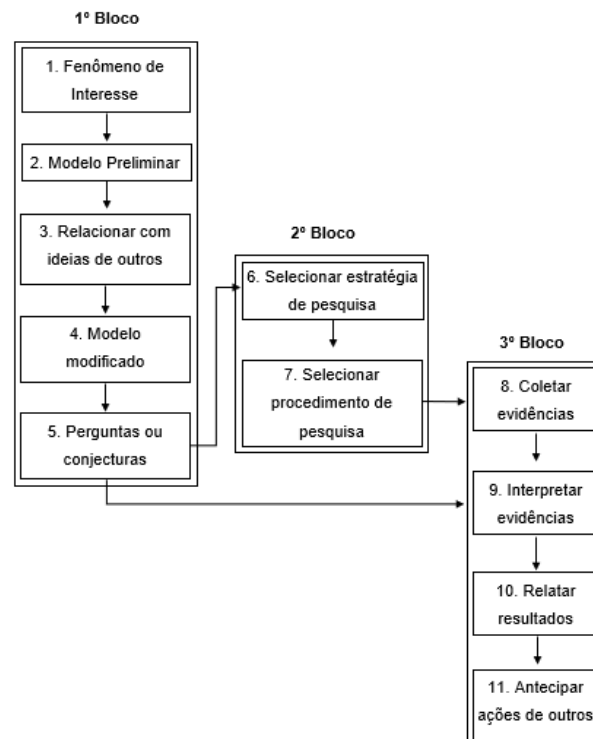 1º Bloco
1. Fenômeno de
Interesse
2. Modelo Preliminar
3. Relacionar com
ideias de outros
4. Modelo
modificado
5. Perguntas ou
conjecturas
2º Bloco
6. Selecionar estratégia
de pesquisa
7. Selecionar
procedimento de
pesquisa
3º Bloco
8. Coletar
evidências
9. Interpretar
evidências
10. Relatar
resultados
11. Antecipar
ações de outros